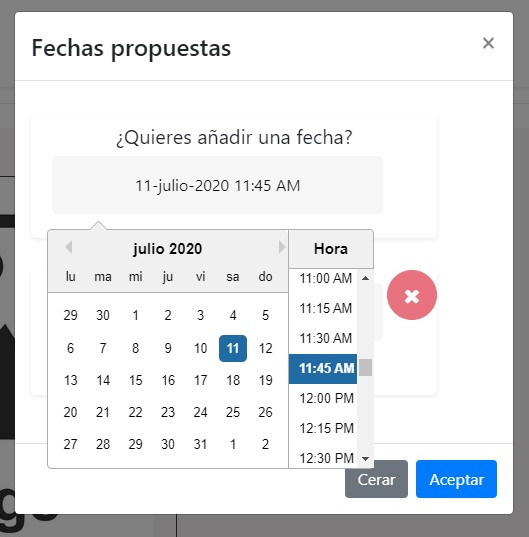 Fechas propuestas
×
¿Quieres añadir una fecha?
11-julio-2020 11:45 AM
julio 2020
Hora
lu ma mi ju vi sa do
29 30 1 2 3 4 5
6 7 8 9 10 11 12
13 14 15 16 17 18 19
20 21 22 23 24 25 26
27 28 29 30 31 1 2
11:00 AM
11:15 AM
11:30 AM
11:45 AM
12:00 PM
12:15 PM
12:30 PM
Cerar
Aceptar